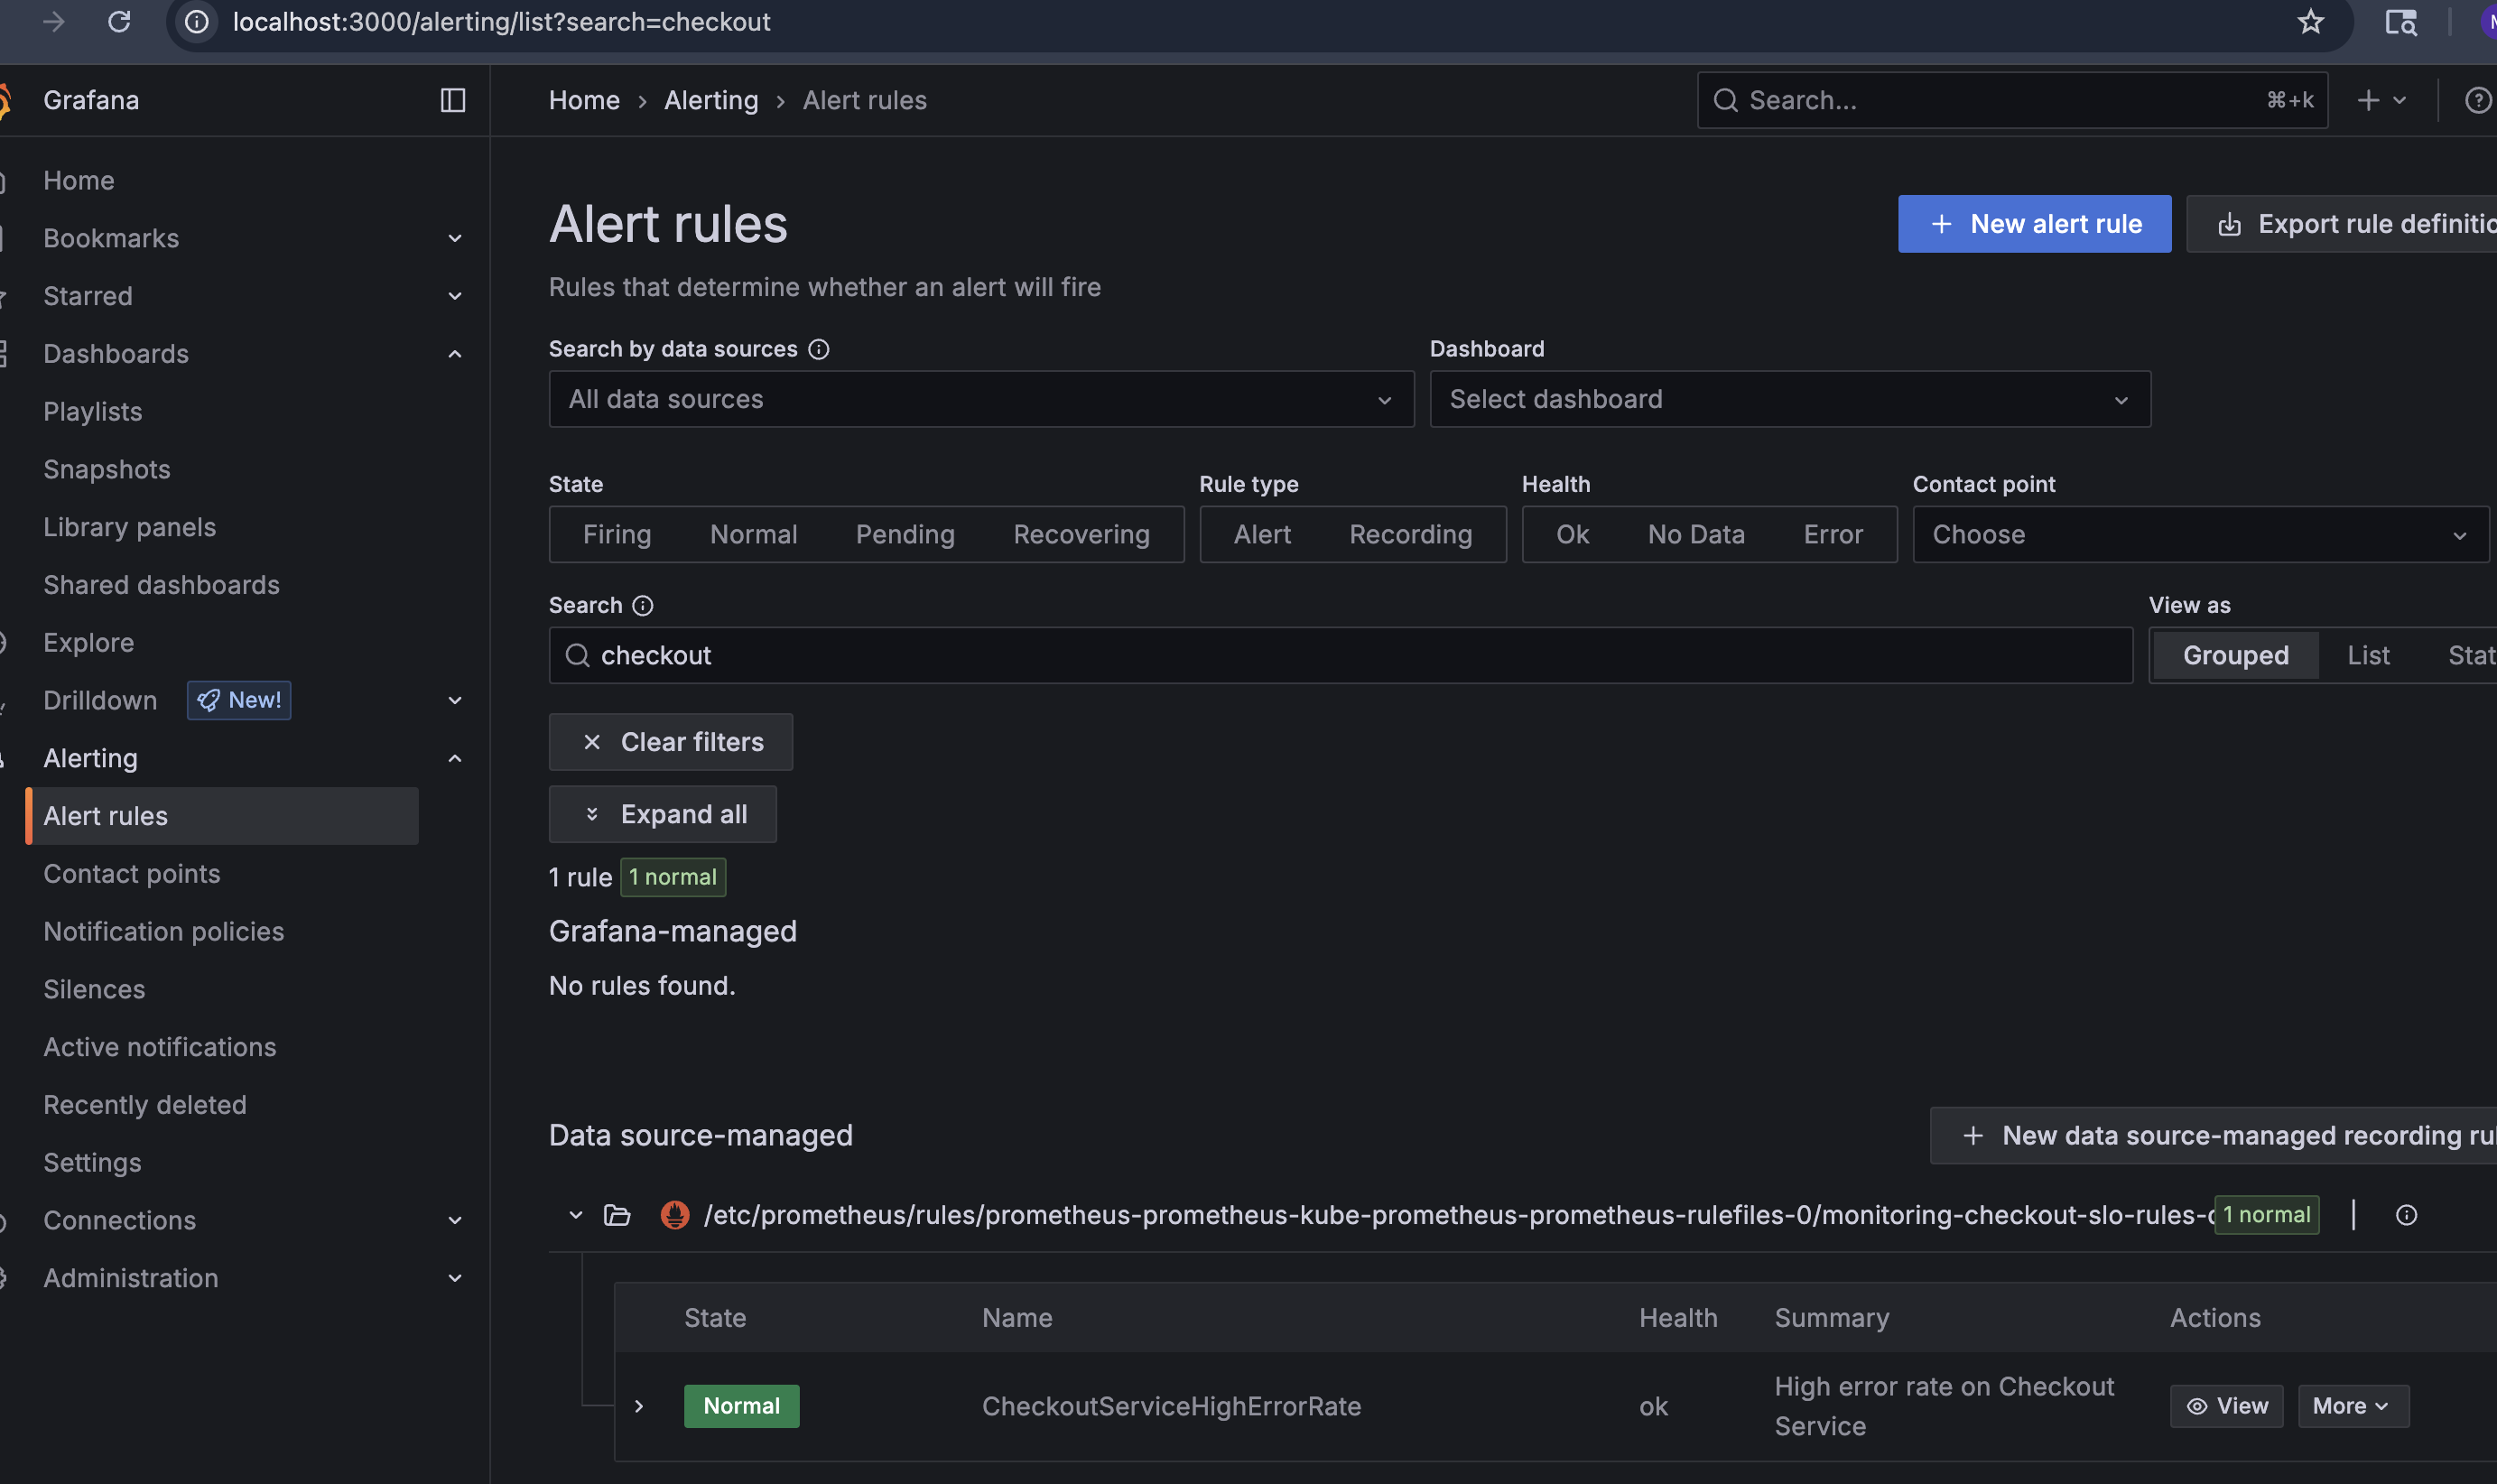 localhost:3000/alerting/list?search=checkout
Grafana
Home › Alerting › Alert rules
Search... ⌘+k
Home
Bookmarks
Starred
Dashboards
Playlists
Snapshots
Library panels
Shared dashboards
Explore
Drilldown New!
Alerting
Alert rules
Contact points
Notification policies
Silences
Active notifications
Recently deleted
Settings
Connections
Administration
Alert rules
+ New alert rule
Export rule definitio
Rules that determine whether an alert will fire
Search by data sources
All data sources
Dashboard
Select dashboard
State
Firing Normal Pending Recovering
Rule type
Alert Recording
Health
Ok No Data Error
Contact point
Choose
Search
checkout
View as
Grouped List Stat
Clear filters
Expand all
1 rule 1 normal
Grafana-managed
No rules found.
Data source-managed
+ New data source-managed recording ru
/etc/prometheus/rules/prometheus-prometheus-kube-prometheus-prometheus-rulefiles-0/monitoring-checkout-slo-rules- 1 normal
State Name Health Summary Actions
Normal CheckoutServiceHighErrorRate ok High error rate on Checkout
Service
View More